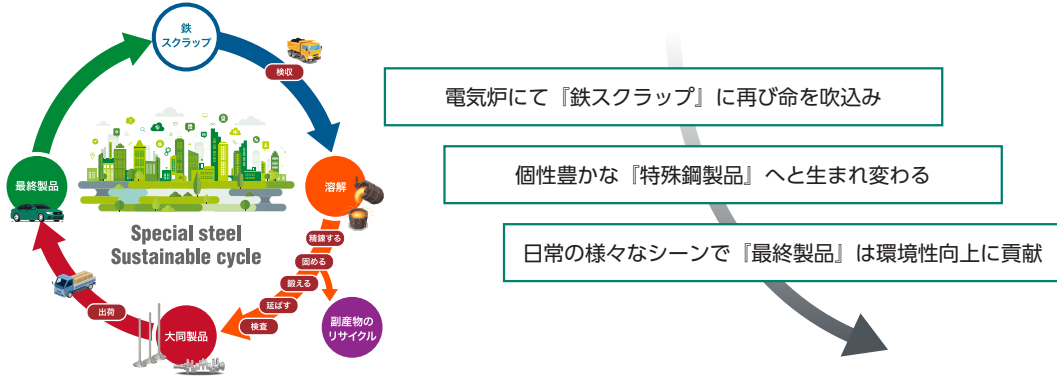 鉄
スクラップ
検収
最終製品
溶解
Special steel
Sustainable cycle
精錬する
固める
鍛える
延ばす
検査
出荷
大同製品
副産物の
リサイクル
電気炉にて『鉄スクラップ』に再び命を吹込み
個性豊かな『特殊鋼製品』へと生まれ変わる
日常の様々なシーンで『最終製品』は環境性向上に貢献